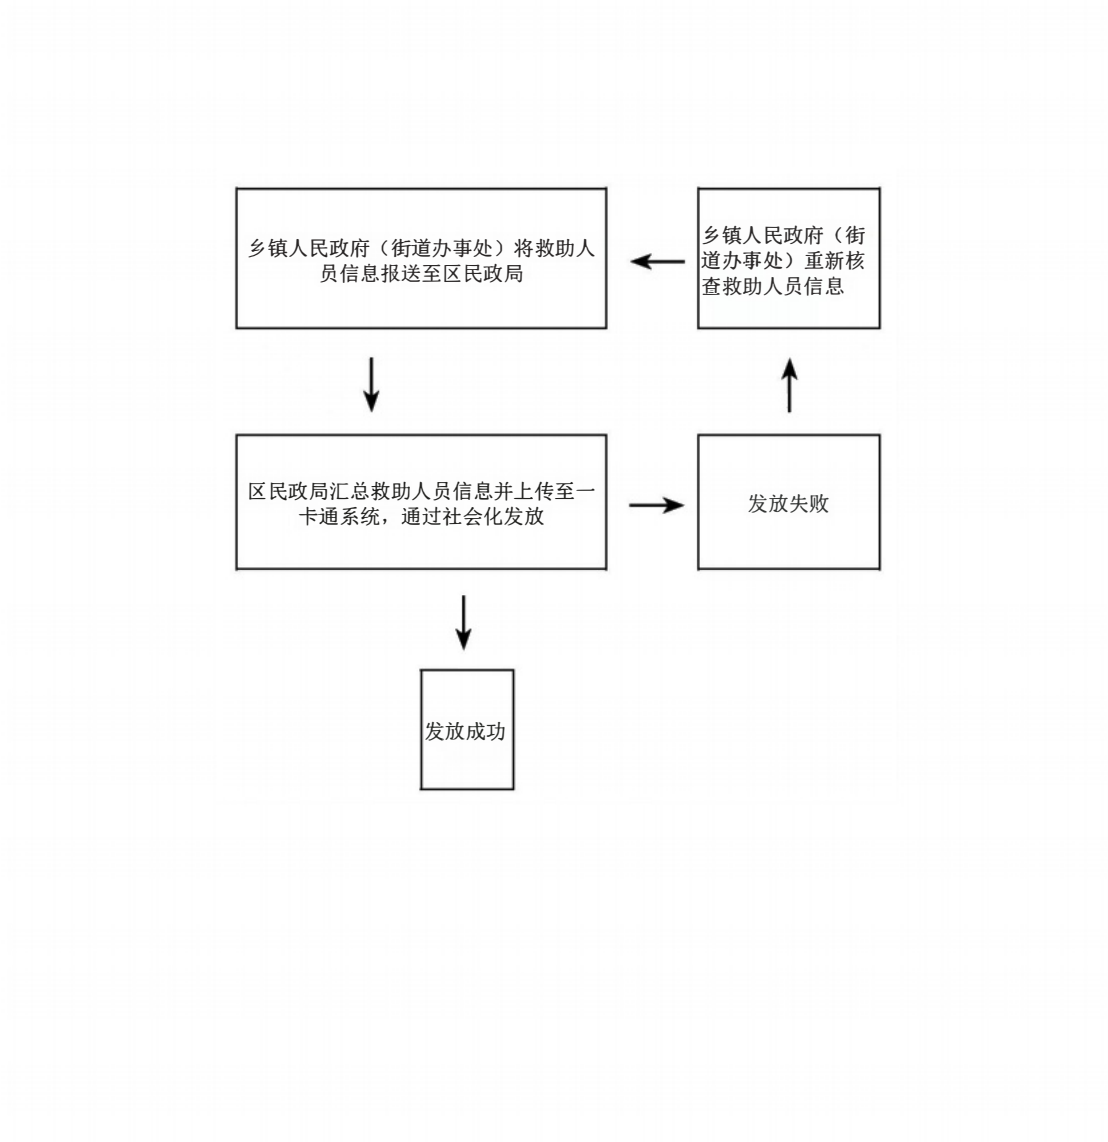 乡镇人民政府（街道办事处）将救助人
员信息报送至区民政局
乡镇人民政府（街
道办事处）重新核
查救助人员信息
区民政局汇总救助人员信息并上传至一
卡通系统，通过社会化发放
发放失败
发放成功